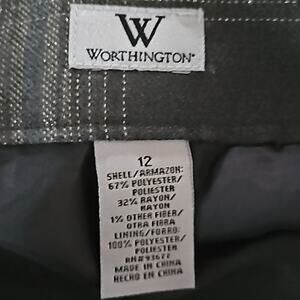 W
WORTHINGTON®
12
SHELL/ARMAZON:
67% POLYESTER/
POLIESTER
32% RAYON/
RAYON
1% OTHER FIBER/
OTRA FIBRA
LINING/FORRO:
100% POLYESTER/
POLIESTER
RN#93677
MADE IN CHINA
HECHO EN CHINA